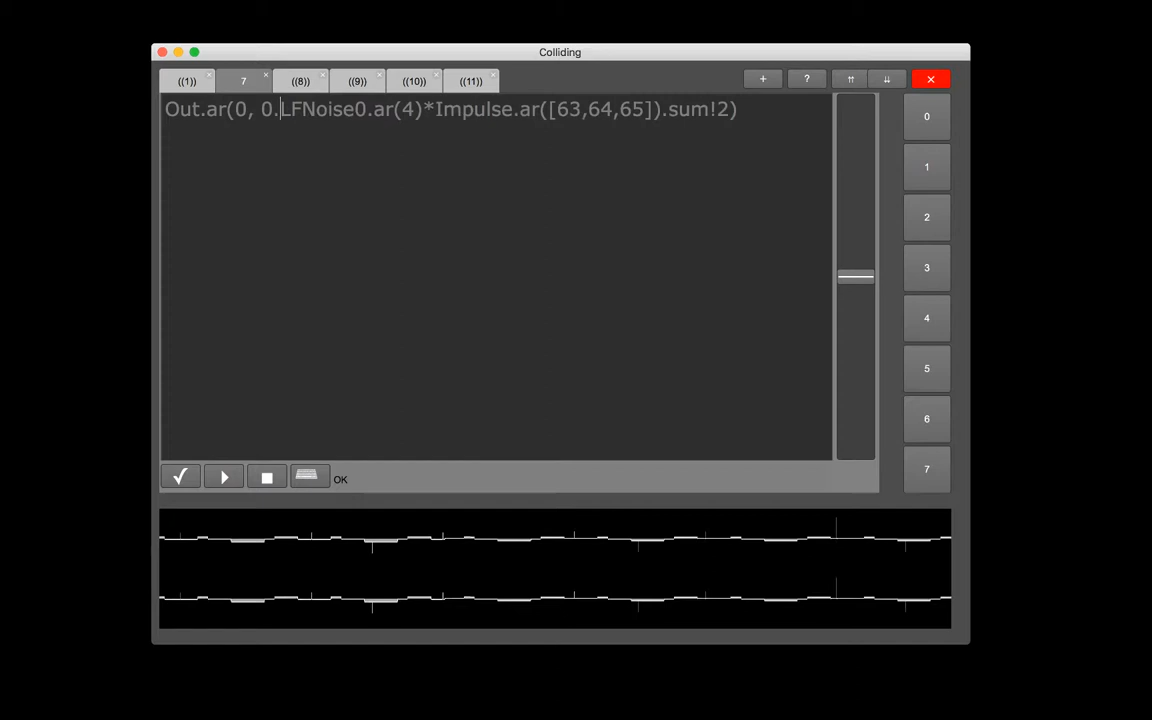 Colliding
((1)) × 7 × ((8)) × ((9)) × ((10)) × ((11)) × + ? ⇈ ⇊ ×
Out.ar(0, 0.LFNoise0.ar(4)*Impulse.ar([63,64,65]).sum!2)
0
1
2
3
4
5
6
7
OK